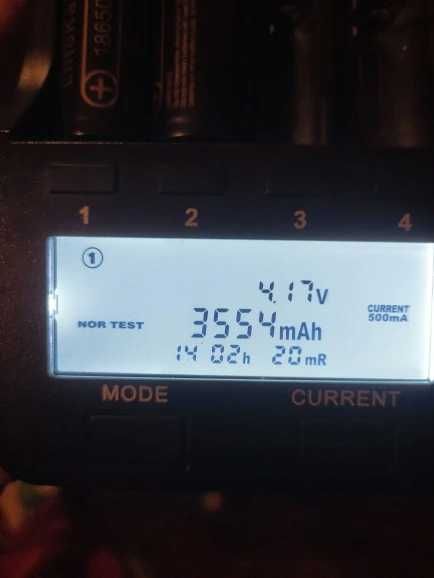 18650
1
2
3
4
1
4.17v
NOR TEST
3554mAh
CURRENT
500mA
14 02h 20mR
MODE
CURRENT